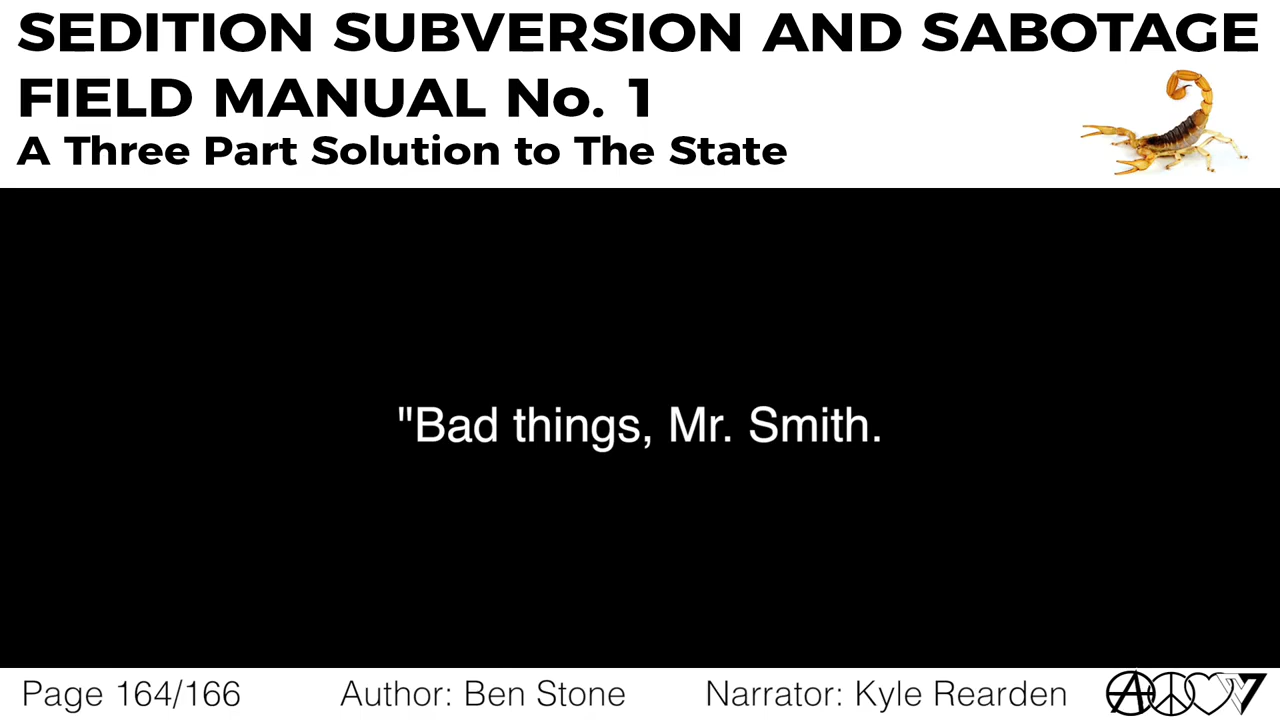 SEDITION SUBVERSION AND SABOTAGE
FIELD MANUAL No. 1
A Three Part Solution to The State
"Bad things, Mr. Smith.
Page 164/166 Author: Ben Stone Narrator: Kyle Rearden